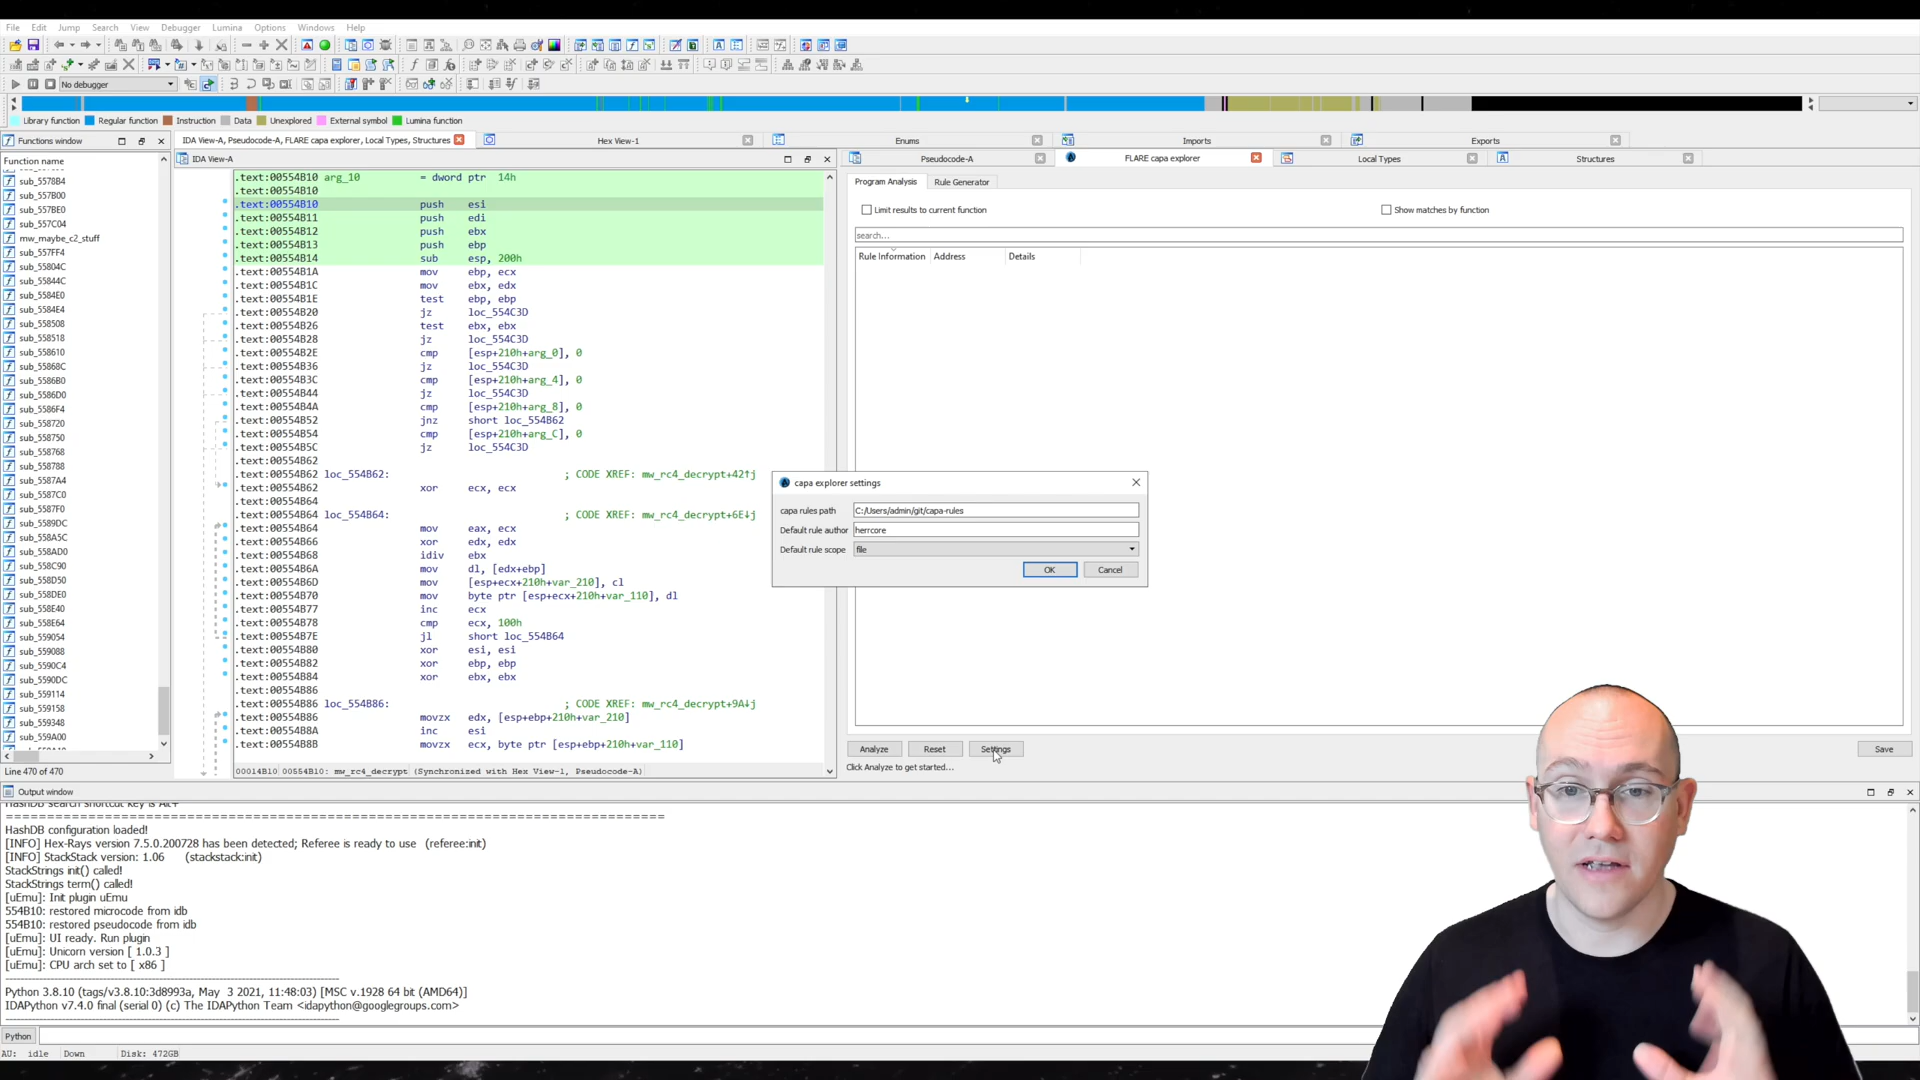 File Edit Jump Search View Debugger Lumina Options Windows Help
No debugger
Library function Regular function Instruction Data Unexplored External symbol Lumina function
Functions window
Function name
sub_5578B4
sub_557B00
sub_557BE0
sub_557C04
mw_maybe_c2_stuff
sub_557FF4
sub_55804C
sub_55844C
sub_5584E0
sub_5584E4
sub_558508
sub_558518
sub_558610
sub_55868C
sub_5586B0
sub_5586D0
sub_5586F4
sub_558720
sub_558750
sub_558768
sub_558788
sub_5587A4
sub_5587C0
sub_5587F0
sub_5589DC
sub_558A5C
sub_558AD0
sub_558C90
sub_558D50
sub_558DE0
sub_558E40
sub_558E64
sub_559054
sub_559088
sub_5590C4
sub_5590DC
sub_559114
sub_559158
sub_559348
sub_559A00
Line 470 of 470
IDA View-A, Pseudocode-A, FLARE capa explorer, Local Types, Structures
Hex View-1
Enums
Imports
Exports
IDA View-A
.text:00554B10 arg_10 = dword ptr 14h
.text:00554B10
.text:00554B10 push esi
.text:00554B11 push edi
.text:00554B12 push ebx
.text:00554B13 push ebp
.text:00554B14 sub esp, 200h
.text:00554B1A mov ebp, ecx
.text:00554B1C mov ebx, edx
.text:00554B1E test ebp, ebp
.text:00554B20 jz loc_554C3D
.text:00554B26 test ebx, ebx
.text:00554B28 jz loc_554C3D
.text:00554B2E cmp [esp+210h+arg_0], 0
.text:00554B36 jz loc_554C3D
.text:00554B3C cmp [esp+210h+arg_4], 0
.text:00554B44 jz loc_554C3D
.text:00554B4A cmp [esp+210h+arg_8], 0
.text:00554B52 jnz short loc_554B62
.text:00554B54 cmp [esp+210h+arg_C], 0
.text:00554B5C jz loc_554C3D
.text:00554B62
.text:00554B62 loc_554B62: ; CODE XREF: mw_rc4_decrypt+42↑j
.text:00554B62 xor ecx, ecx
.text:00554B64
.text:00554B64 loc_554B64: ; CODE XREF: mw_rc4_decrypt+6E↓j
.text:00554B64 mov eax, ecx
.text:00554B66 xor edx, edx
.text:00554B68 idiv ebx
.text:00554B6A mov dl, [edx+ebp]
.text:00554B6D mov [esp+ecx+210h+var_210], cl
.text:00554B70 mov byte ptr [esp+ecx+210h+var_110], dl
.text:00554B77 inc ecx
.text:00554B78 cmp ecx, 100h
.text:00554B7E jl short loc_554B64
.text:00554B80 xor esi, esi
.text:00554B82 xor ebp, ebp
.text:00554B84 xor ebx, ebx
.text:00554B86
.text:00554B86 loc_554B86: ; CODE XREF: mw_rc4_decrypt+9A↓j
.text:00554B86 movzx edx, [esp+ebp+210h+var_210]
.text:00554B8A inc esi
.text:00554B8B movzx ecx, byte ptr [esp+ebp+210h+var_110]
00014B10 00554B10: mw_rc4_decrypt (Synchronized with Hex View-1, Pseudocode-A)
Pseudocode-A
FLARE capa explorer
Local Types
Structures
Program Analysis Rule Generator
Limit results to current function Show matches by function
search...
Rule Information Address Details
capa explorer settings
capa rules path C:/Users/admin/git/capa-rules
Default rule author herrcore
Default rule scope file
OK Cancel
Analyze Reset Settings Save
Click Analyze to get started...
Output window
HashDB search shortcut key is Alt+
================================================================================
HashDB configuration loaded!
[INFO] Hex-Rays version 7.5.0.200728 has been detected; Referee is ready to use (referee:init)
[INFO] StackStack version: 1.06 (stackstack:init)
StackStrings init() called!
StackStrings term() called!
[uEmu]: Init plugin uEmu
554B10: restored microcode from idb
554B10: restored pseudocode from idb
[uEmu]: UI ready. Run plugin
[uEmu]: Unicorn version [ 1.0.3 ]
[uEmu]: CPU arch set to [ x86 ]
Python 3.8.10 (tags/v3.8.10:3d8993a, May 3 2021, 11:48:03) [MSC v.1928 64 bit (AMD64)]
IDAPython v7.4.0 final (serial 0) (c) The IDAPython Team <idapython@googlegroups.com>
Python
AU: idle Down Disk: 472GB